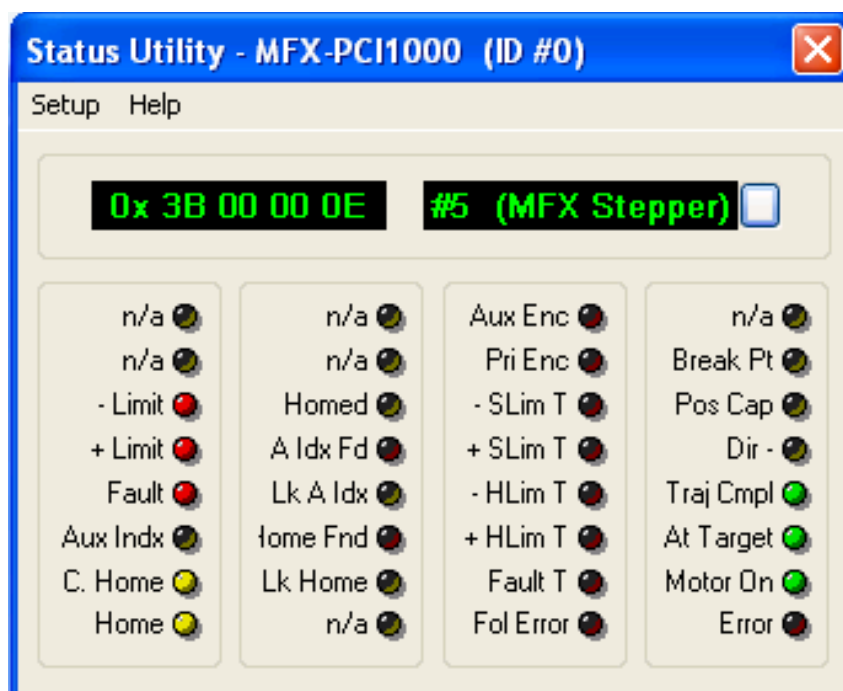 Status Utility - MFX-PCI1000 (ID #0)
Setup Help
0x 3B 00 00 0E
#5 (MFX Stepper)
n/a
n/a
- Limit
+ Limit
Fault
Aux Indx
C. Home
Home
n/a
n/a
Homed
A Idx Fd
Lk A Idx
Home Fnd
Lk Home
n/a
Aux Enc
Pri Enc
- SLim T
+ SLim T
- HLim T
+ HLim T
Fault T
Fol Error
n/a
Break Pt
Pos Cap
Dir -
Traj Cmpl
At Target
Motor On
Error